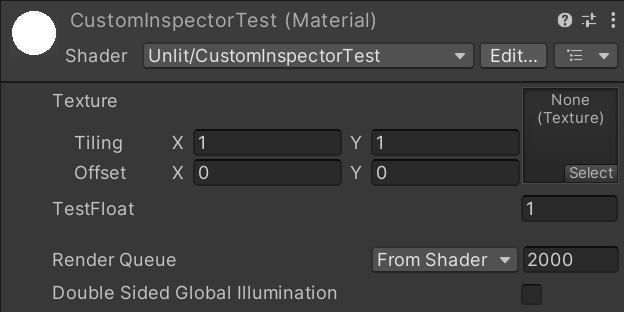 CustomInspectorTest (Material)
Shader Unlit/CustomInspectorTest Edit...
Texture None
(Texture)
Tiling X 1 Y 1
Offset X 0 Y 0 Select
TestFloat 1
Render Queue From Shader 2000
Double Sided Global Illumination